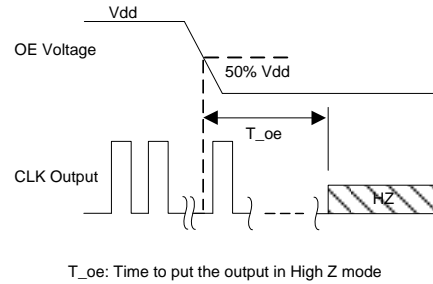 Vdd
OE Voltage
50% Vdd
T_oe
CLK Output
HZ
T_oe: Time to put the output in High Z mode